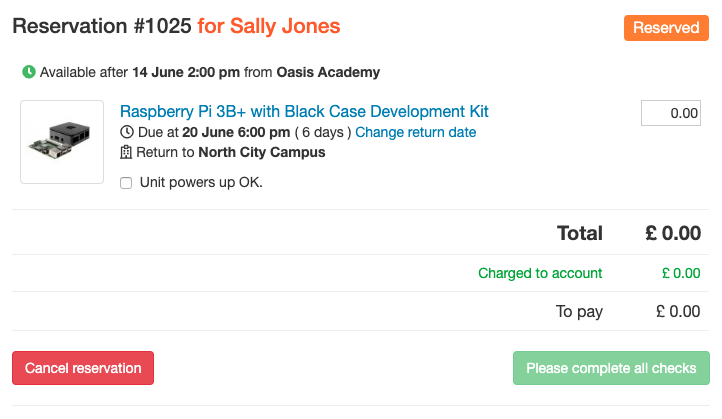 Reservation #1025 for Sally Jones
Reserved
Available after 14 June 2:00 pm from Oasis Academy
Raspberry Pi 3B+ with Black Case Development Kit
0.00
Due at 20 June 6:00 pm ( 6 days ) Change return date
Return to North City Campus
Unit powers up OK.
Total £ 0.00
Charged to account £ 0.00
To pay £ 0.00
Cancel reservation
Please complete all checks